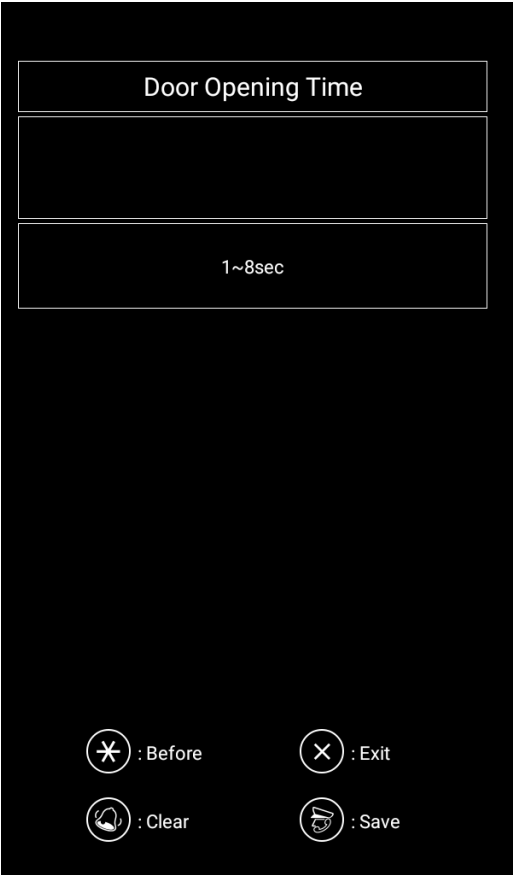 Door Opening Time
1~8sec
: Before
: Exit
: Clear
: Save